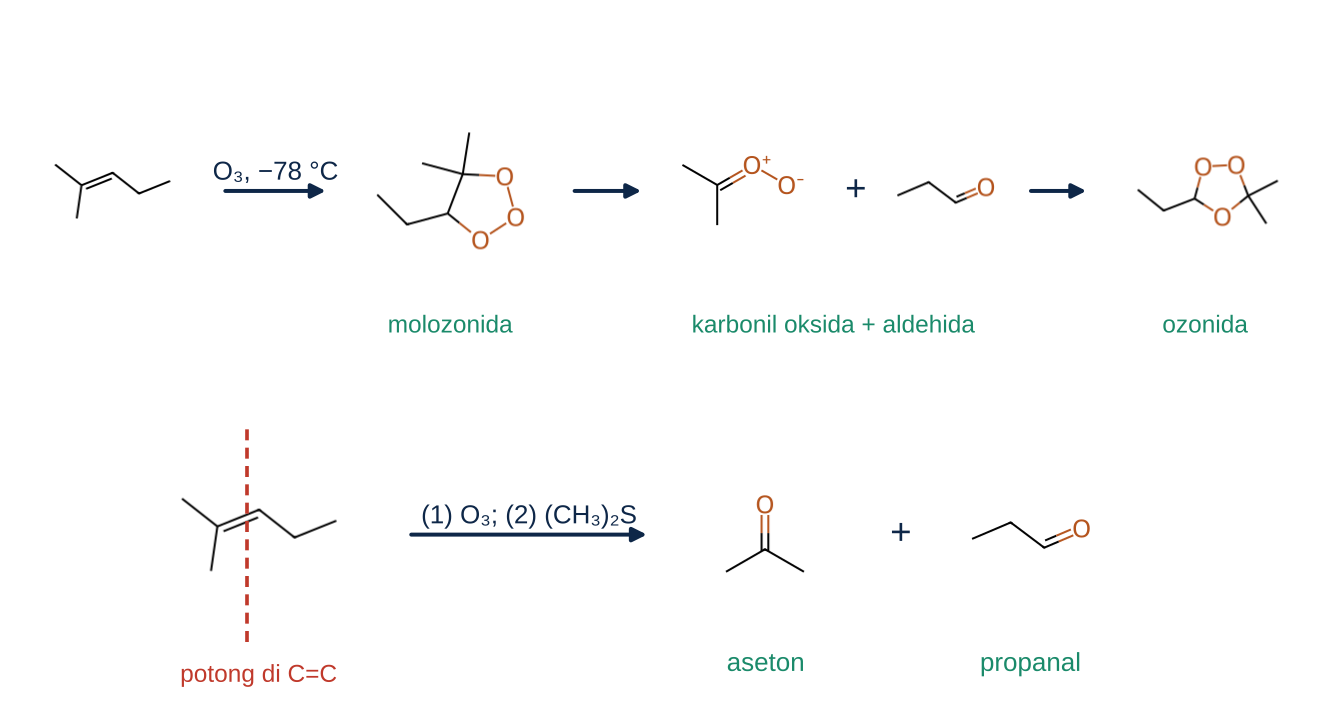 O₃, −78 °C
O
O
O
O⁺
O⁻
+
O
O
O
O
molozonida
karbonil oksida + aldehida
ozonida
(1) O₃; (2) (CH₃)₂S
O
+
O
potong di C=C
aseton
propanal